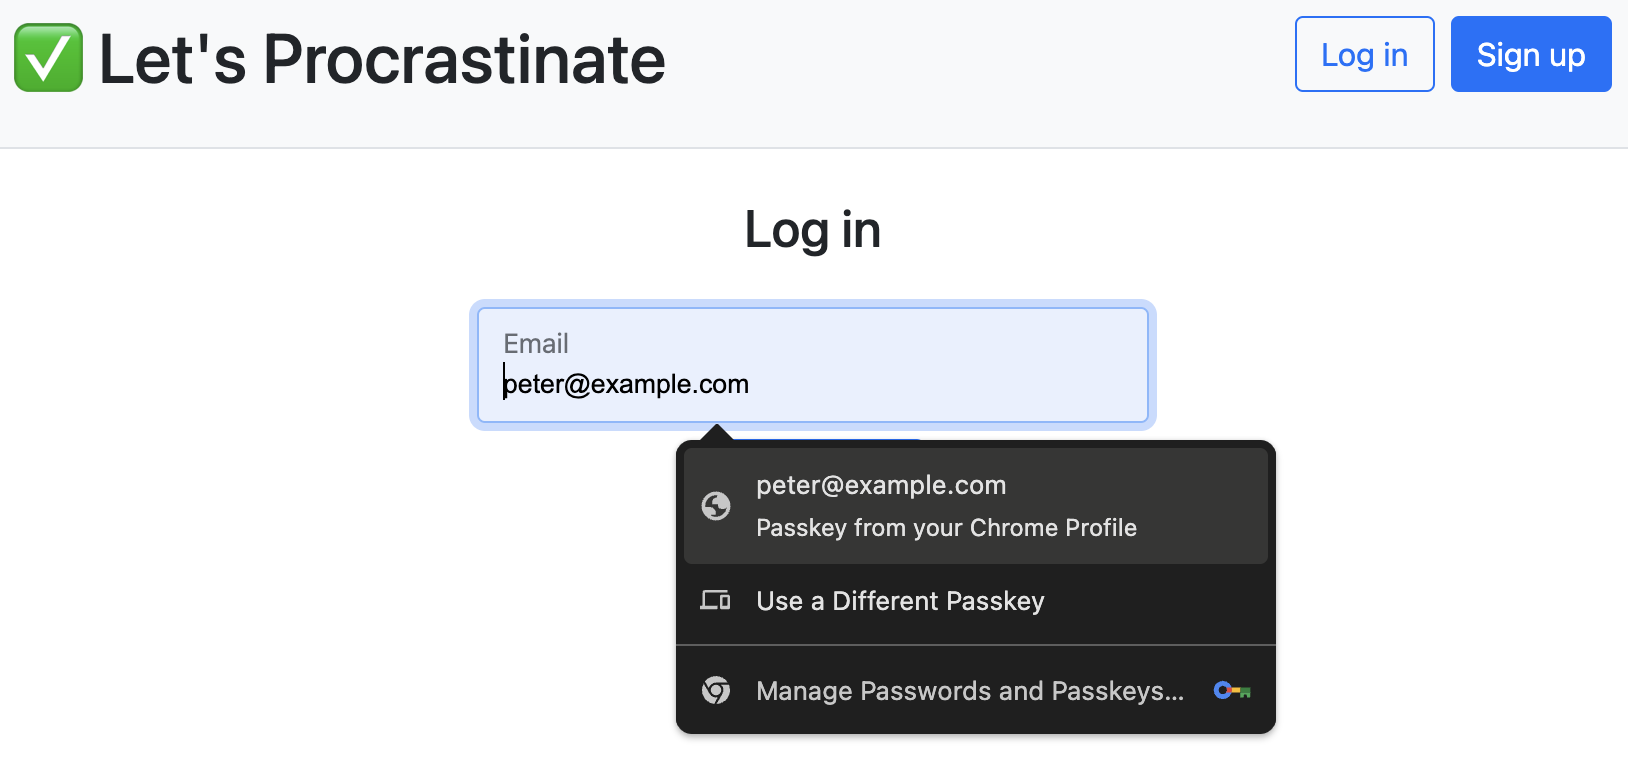 Let's Procrastinate
Log in
Sign up
Log in
Email
peter@example.com
peter@example.com
Passkey from your Chrome Profile
Use a Different Passkey
Manage Passwords and Passkeys...